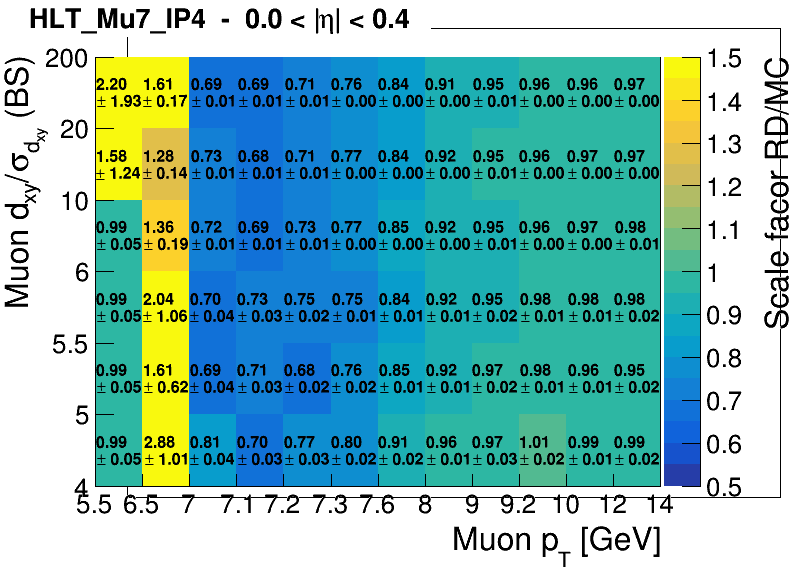 HLT_Mu7_IP4 - 0.0 < |η| < 0.4
Muon d_xy/σ_d_xy (BS)
200
20
10
6
5.5
5
4
2.20 1.61 0.69 0.69 0.71 0.76 0.84 0.91 0.95 0.96 0.96 0.97
± 1.93 ± 0.17 ± 0.01 ± 0.01 ± 0.01 ± 0.00 ± 0.00 ± 0.00 ± 0.00 ± 0.00 ± 0.00 ± 0.00
1.58 1.28 0.73 0.68 0.71 0.77 0.84 0.92 0.95 0.96 0.97 0.97
± 1.24 ± 0.14 ± 0.01 ± 0.01 ± 0.01 ± 0.00 ± 0.00 ± 0.00 ± 0.01 ± 0.00 ± 0.00 ± 0.00
0.99 1.36 0.72 0.69 0.73 0.77 0.85 0.92 0.95 0.96 0.97 0.98
± 0.05 ± 0.19 ± 0.01 ± 0.01 ± 0.01 ± 0.00 ± 0.00 ± 0.00 ± 0.01 ± 0.00 ± 0.00 ± 0.01
0.99 2.04 0.70 0.73 0.75 0.75 0.84 0.92 0.95 0.98 0.98 0.98
± 0.05 ± 1.06 ± 0.04 ± 0.03 ± 0.02 ± 0.01 ± 0.01 ± 0.01 ± 0.02 ± 0.01 ± 0.01 ± 0.02
0.99 1.61 0.69 0.71 0.68 0.76 0.85 0.92 0.97 0.98 0.96 0.95
± 0.05 ± 0.62 ± 0.04 ± 0.03 ± 0.02 ± 0.02 ± 0.01 ± 0.01 ± 0.02 ± 0.01 ± 0.01 ± 0.02
0.99 2.88 0.81 0.70 0.77 0.80 0.91 0.96 0.97 1.01 0.99 0.99
± 0.05 ± 1.01 ± 0.04 ± 0.03 ± 0.03 ± 0.02 ± 0.02 ± 0.01 ± 0.03 ± 0.02 ± 0.01 ± 0.02
5.5 6.5 7 7.1 7.2 7.3 7.6 8 9 9.2 10 12 14
Muon p_T [GeV]
1.5
1.4
1.3
1.2
1.1
1
0.9
0.8
0.7
0.6
0.5
Scale facor RD/MC